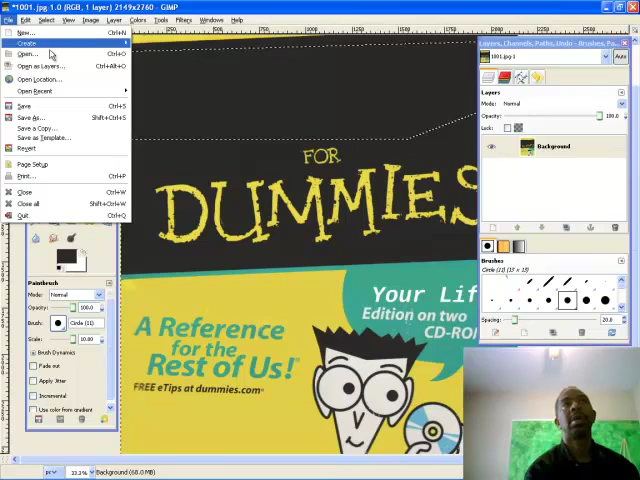 *1001.jpg-1.0 (RGB, 1 layer) 2149x2760 – GIMP
File Edit Select View Image Layer Colors Tools Filters Windows Help
New... Ctrl+N
Create
Open... Ctrl+O
Open as Layers... Ctrl+Alt+O
Open Location...
Open Recent
Save Ctrl+S
Save As... Shift+Ctrl+S
Save a Copy...
Save as Template...
Revert
Page Setup
Print... Ctrl+P
Close Ctrl+W
Close all Shift+Ctrl+W
Quit Ctrl+Q
Paintbrush
Mode: Normal
Opacity: 100.0
Brush: Circle (11)
Scale: 10.00
Brush Dynamics
Fade out
Apply Jitter
Incremental
Use color from gradient
FOR
DUMMIES
Your Lif
Edition on two
CD-ROM
A Reference
for the
Rest of Us!®
FREE eTips at dummies.com®
Layers, Channels, Paths, Undo - Brushes, Pa
1001.jpg-1 Auto
Layers
Mode: Normal
Opacity: 100.0
Lock:
Background
Brushes
Circle (11) (13 x 13)
Spacing: 20.0
33.3% Background (68.0 MB)